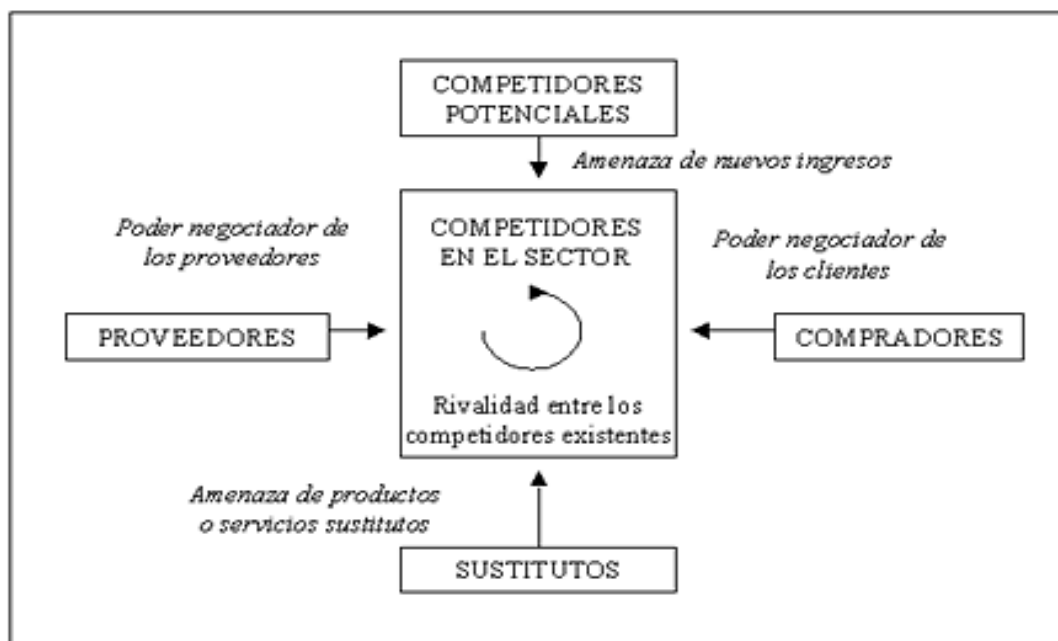 COMPETIDORES
POTENCIALES
Amenaza de nuevos ingresos
Poder negociador de
los proveedores
COMPETIDORES
EN EL SECTOR
Poder negociador de
los clientes
PROVEEDORES
COMPRADORES
Rivalidad entre los
competidores existentes
Amenaza de productos
o servicios sustitutos
SUSTITUTOS